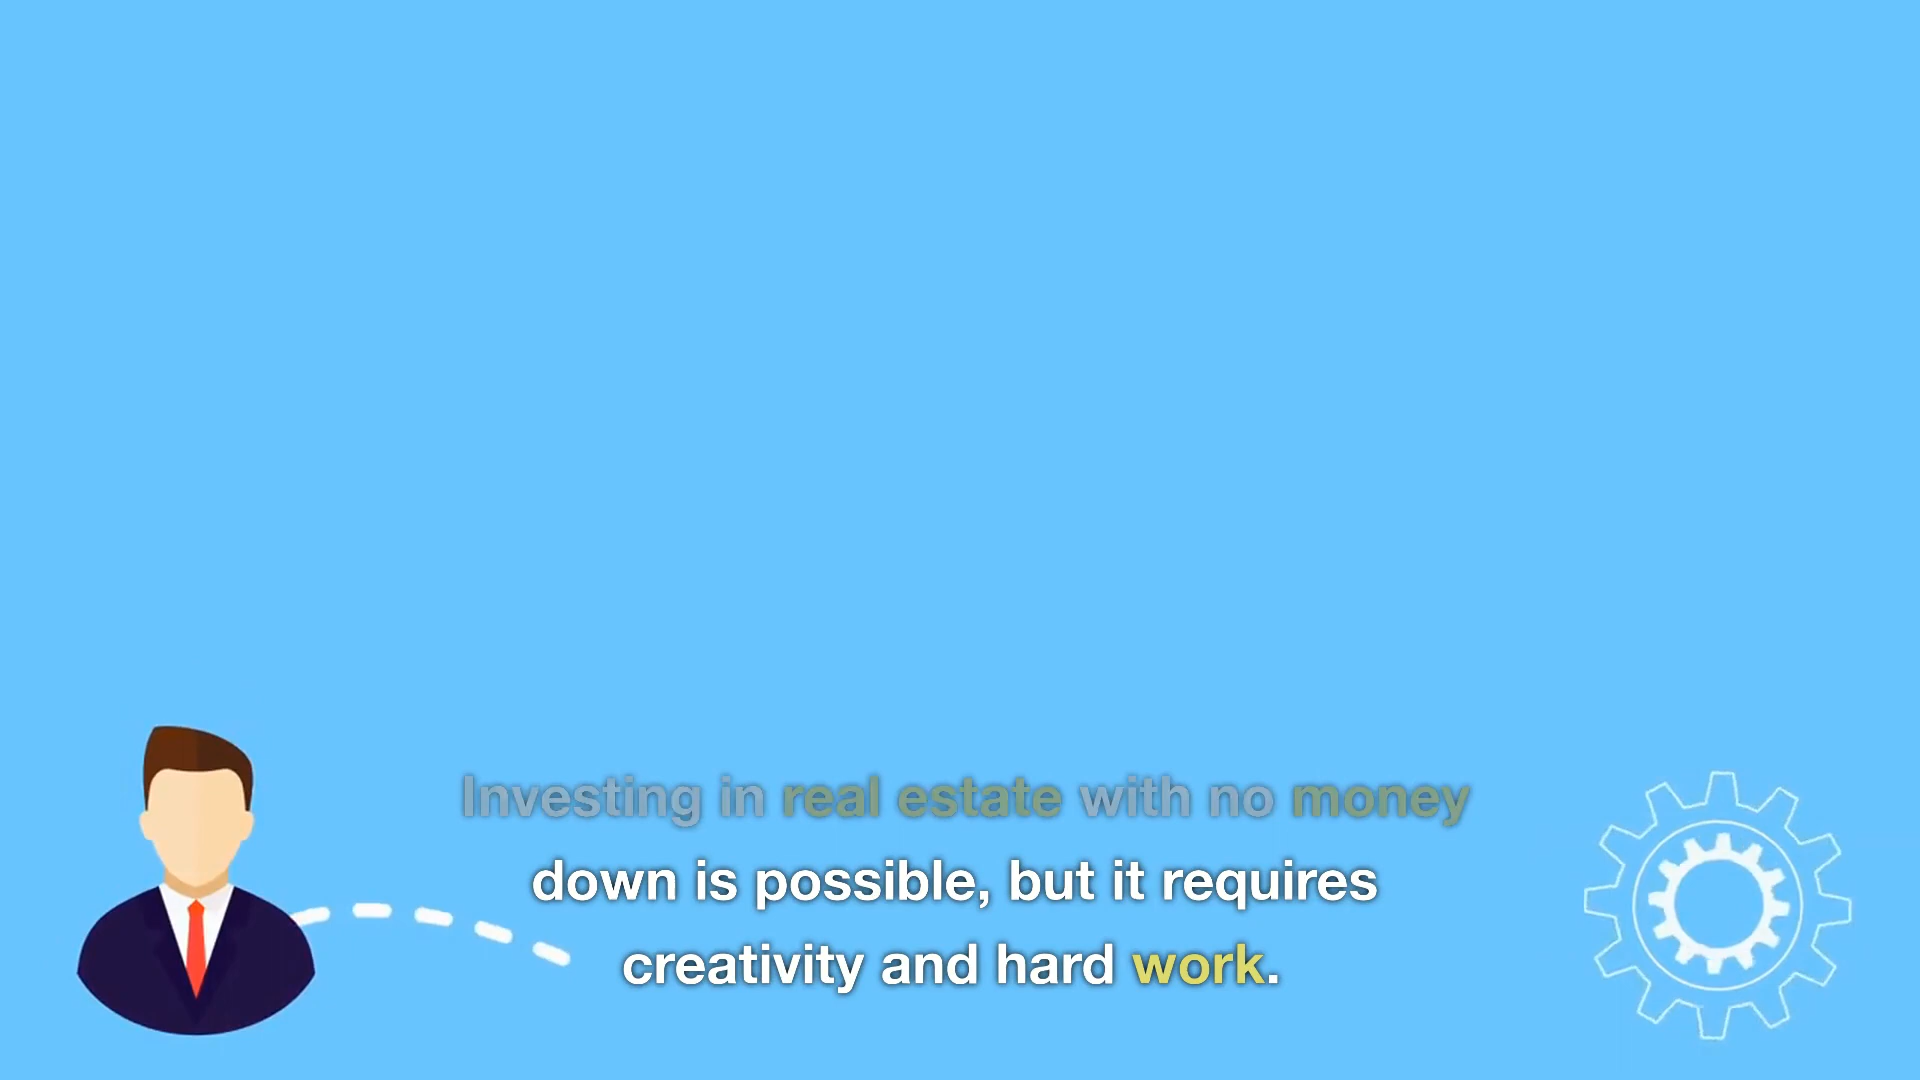 Investing in real estate with no money
down is possible, but it requires
creativity and hard work.